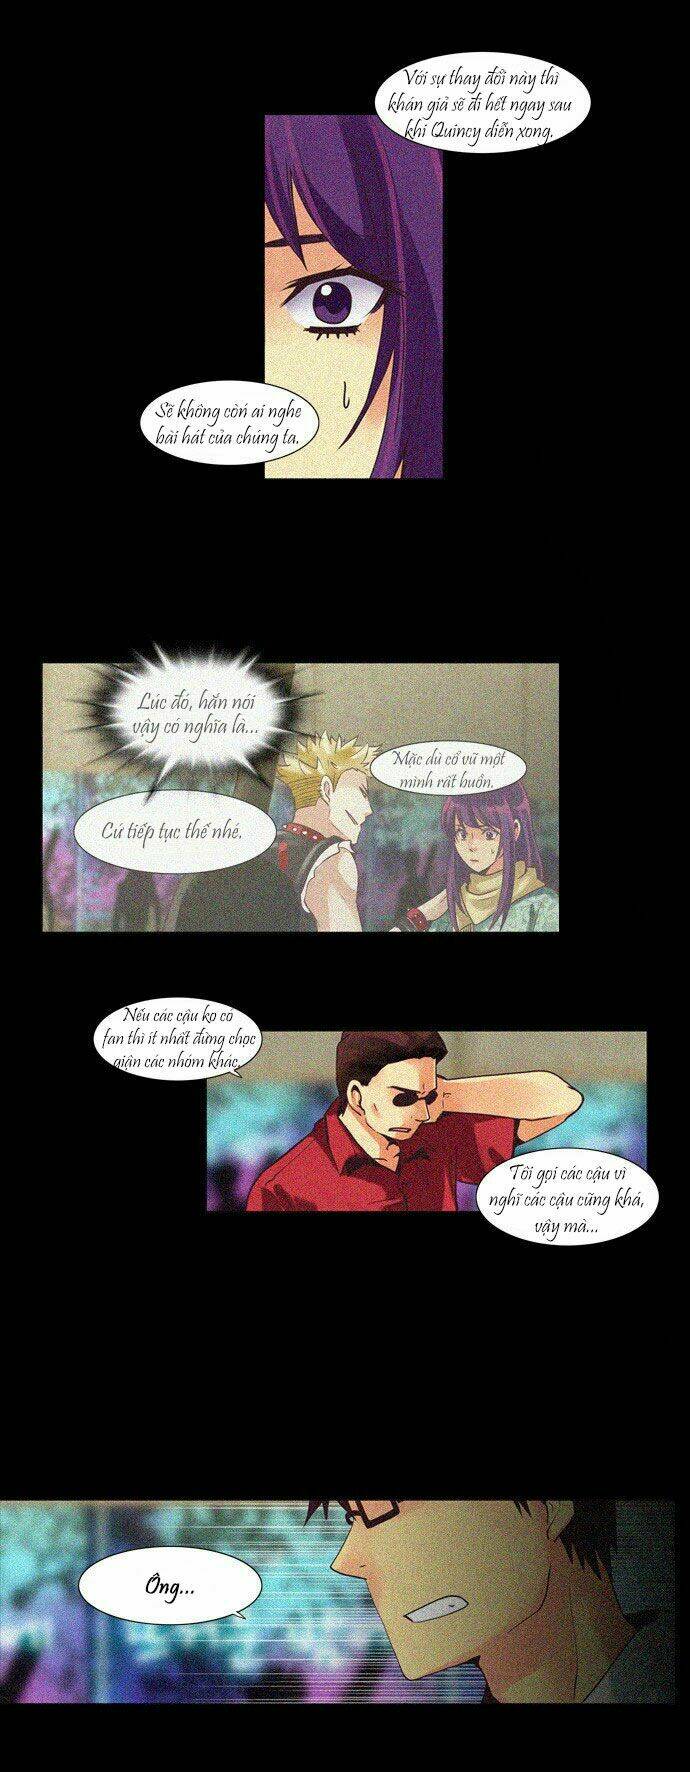 Với sự thay đổi này thì
khán giả sẽ đi hết ngay sau
khi Quincy diễn xong.
Sẽ không còn ai nghe
bài hát của chúng ta.
Lúc đó, hắn nói
vậy có nghĩa là...
Mặc dù cổ vũ một
mình rất buồn.
Cứ tiếp tục thế nhé.
Nếu các cậu ko có
fan thì ít nhất đừng chọc
giận các nhóm khác.
Tôi gọi các cậu vì
nghĩ các cậu cũng khá,
vậy mà...
Ông...